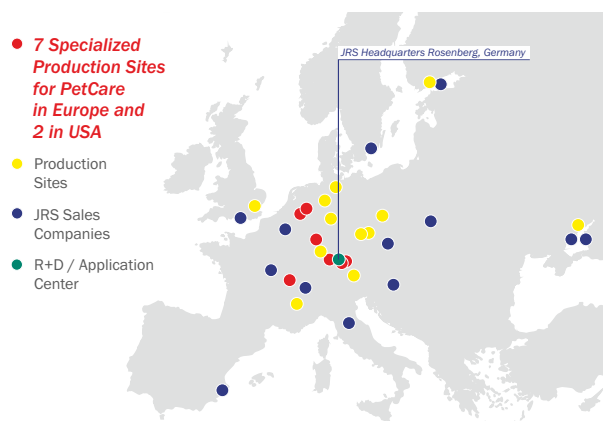 7 Specialized
Production Sites
for PetCare
in Europe and
2 in USA
Production
Sites
JRS Sales
Companies
R+D / Application
Center
JRS Headquarters Rosenberg, Germany